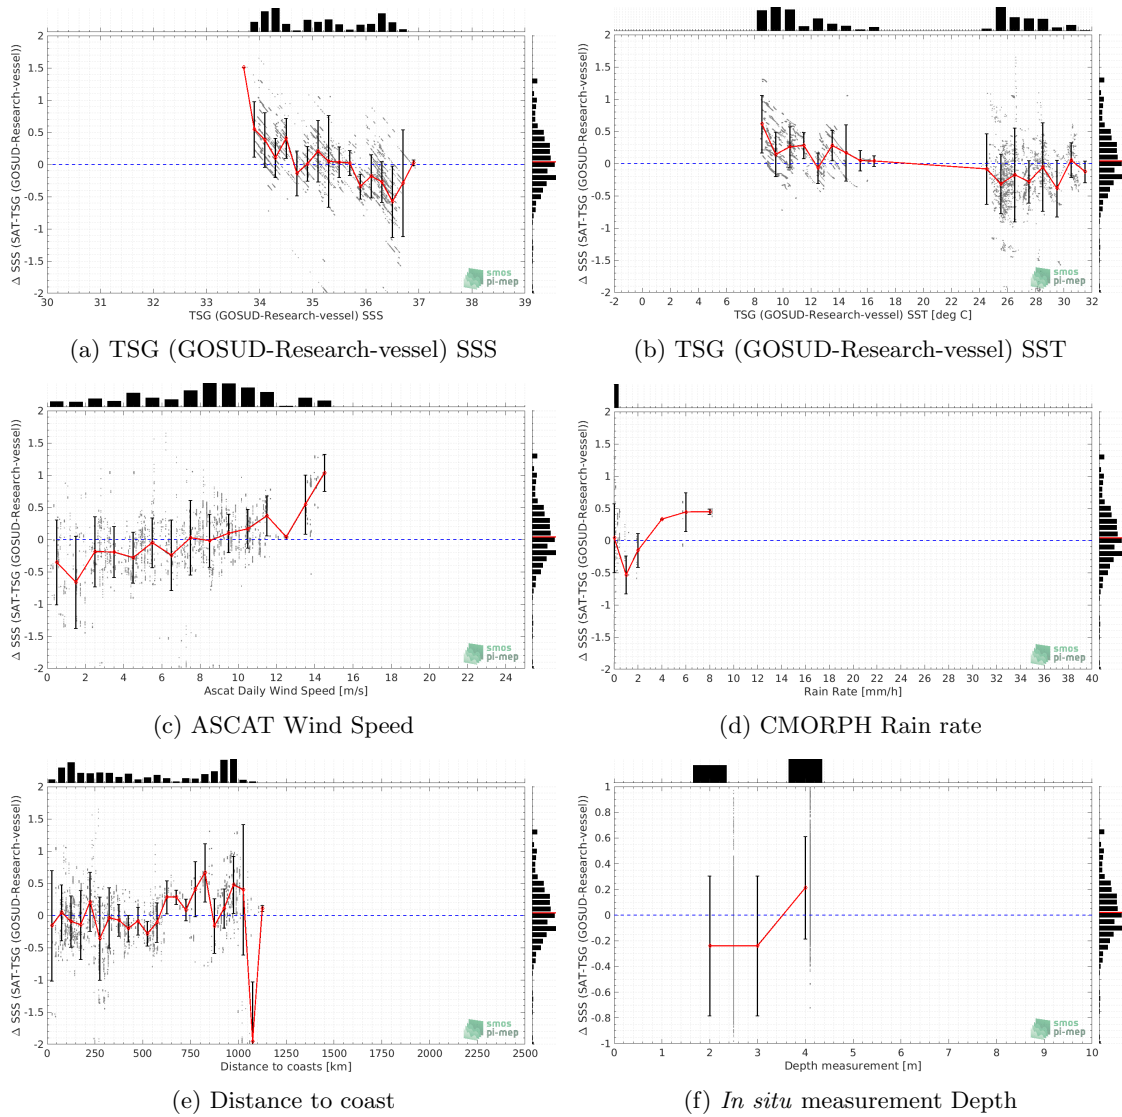 Δ SSS (SAT-TSG (GOSUD-Research-vessel))
2
1.5
1
0.5
0
-0.5
-1
-1.5
-2
30 31 32 33 34 35 36 37 38 39
TSG (GOSUD-Research-vessel) SSS
smos
pi-mep
(a) TSG (GOSUD-Research-vessel) SSS
Δ SSS (SAT-TSG (GOSUD-Research-vessel))
2
1.5
1
0.5
0
-0.5
-1
-1.5
-2
-2 0 2 4 6 8 10 12 14 16 18 20 22 24 26 28 30 32
TSG (GOSUD-Research-vessel) SST [deg C]
smos
pi-mep
(b) TSG (GOSUD-Research-vessel) SST
Δ SSS (SAT-TSG (GOSUD-Research-vessel))
2
1.5
1
0.5
0
-0.5
-1
-1.5
-2
0 2 4 6 8 10 12 14 16 18 20 22 24
Ascat Daily Wind Speed [m/s]
smos
pi-mep
(c) ASCAT Wind Speed
Δ SSS (SAT-TSG (GOSUD-Research-vessel))
2
1.5
1
0.5
0
-0.5
-1
-1.5
-2
0 2 4 6 8 10 12 14 16 18 20 22 24 26 28 30 32 34 36 38 40
Rain Rate [mm/h]
smos
pi-mep
(d) CMORPH Rain rate
Δ SSS (SAT-TSG (GOSUD-Research-vessel))
2
1.5
1
0.5
0
-0.5
-1
-1.5
-2
0 250 500 750 1000 1250 1500 1750 2000 2250 2500
Distance to coasts [km]
smos
pi-mep
(e) Distance to coast
Δ SSS (SAT-TSG (GOSUD-Research-vessel))
1
0.8
0.6
0.4
0.2
0
-0.2
-0.4
-0.6
-0.8
-1
0 1 2 3 4 5 6 7 8 9 10
Depth measurement [m]
smos
pi-mep
(f) In situ measurement Depth